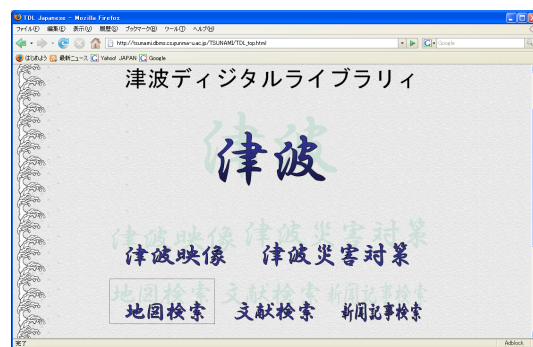 TDL Japanese - Mozilla Firefox
ファイル(F) 編集(E) 表示(V) 履歴(S) ブックマーク(B) ツール(T) ヘルプ(H)
http://tsunami.dbms.cs.gunma-u.ac.jp/TSUNAMI/TDL_top.html
Google
はじめよう 最新ニュース Yahoo! JAPAN Google
津波ディジタルライブラリィ
津波
津波映像 津波災害対策
地図検索 文献検索 新聞記事検索
完了 Adblock